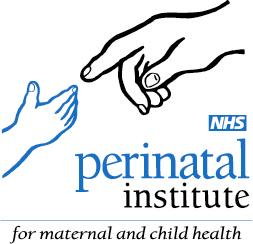 NHS
perinatal
institute
for maternal and child health